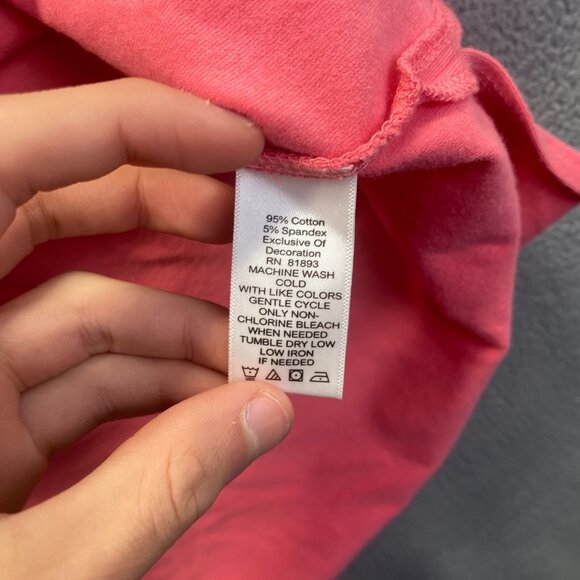 95% Cotton
5% Spandex
Exclusive Of
Decoration
RN 81893
MACHINE WASH
COLD
WITH LIKE COLORS
GENTLE CYCLE
ONLY NON-
CHLORINE BLEACH
WHEN NEEDED
TUMBLE DRY LOW
LOW IRON
IF NEEDED